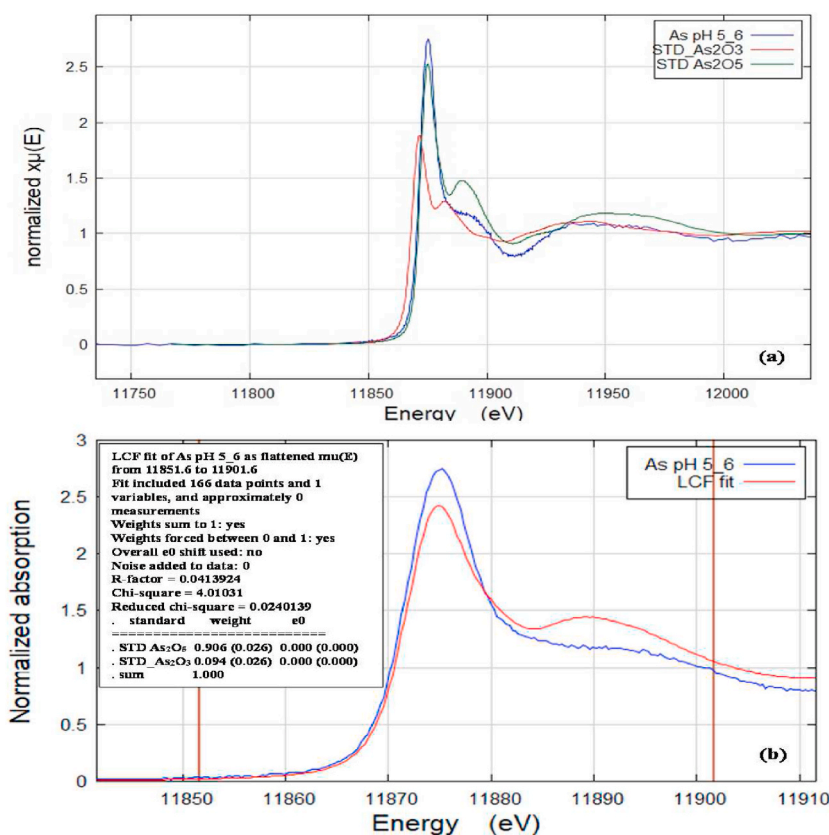 As pH 5_6
STD_As2O3
STD As2O5
2.5
2
1.5
1
0.5
0
normalized xμ(E)
(a)
11750
11800
11850
11900
11950
12000
Energy (eV)
3
2.5
2
1.5
1
0.5
0
Normalized absorption
LCF fit of As pH 5_6 as flattened mu(E)
from 11851.6 to 11901.6
Fit included 166 data points and 1
variables, and approximately 0
measurements
Weights sum to 1: yes
Weights forced between 0 and 1: yes
Overall e0 shift used: no
Noise added to data: 0
R-factor = 0.0413924
Chi-square = 4.01031
Reduced chi-square = 0.0240139
. standard weight e0
===========================
. STD As₂O₅ 0.906 (0.026) 0.000 (0.000)
. STD_As₂O₃ 0.094 (0.026) 0.000 (0.000)
. sum 1.000
As pH 5_6
LCF fit
(b)
11850
11860
11870
11880
11890
11900
11910
Energy (eV)